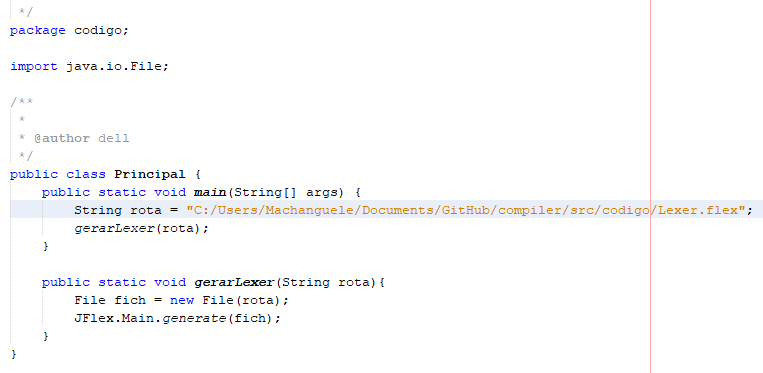 */
package codigo;

import java.io.File;

/**
 *
 * @author dell
 */
public class Principal {
    public static void main(String[] args) {
        String rota = "C:/Users/Machanguele/Documents/GitHub/compiler/src/codigo/Lexer.flex";
        gerarLexer(rota);
    }

    public static void gerarLexer(String rota){
        File fich = new File(rota);
        JFlex.Main.generate(fich);
    }
}